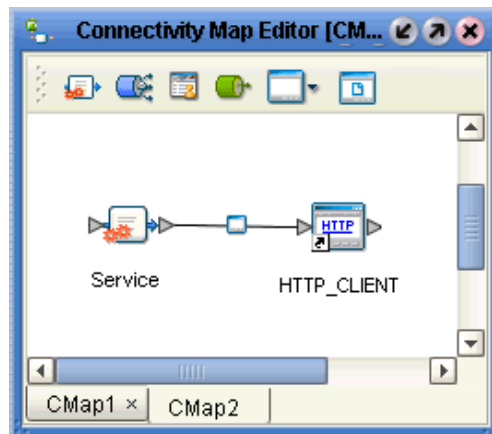 Connectivity Map Editor [CM...
HTTP
Service
HTTP_CLIENT
CMap1 ×
CMap2